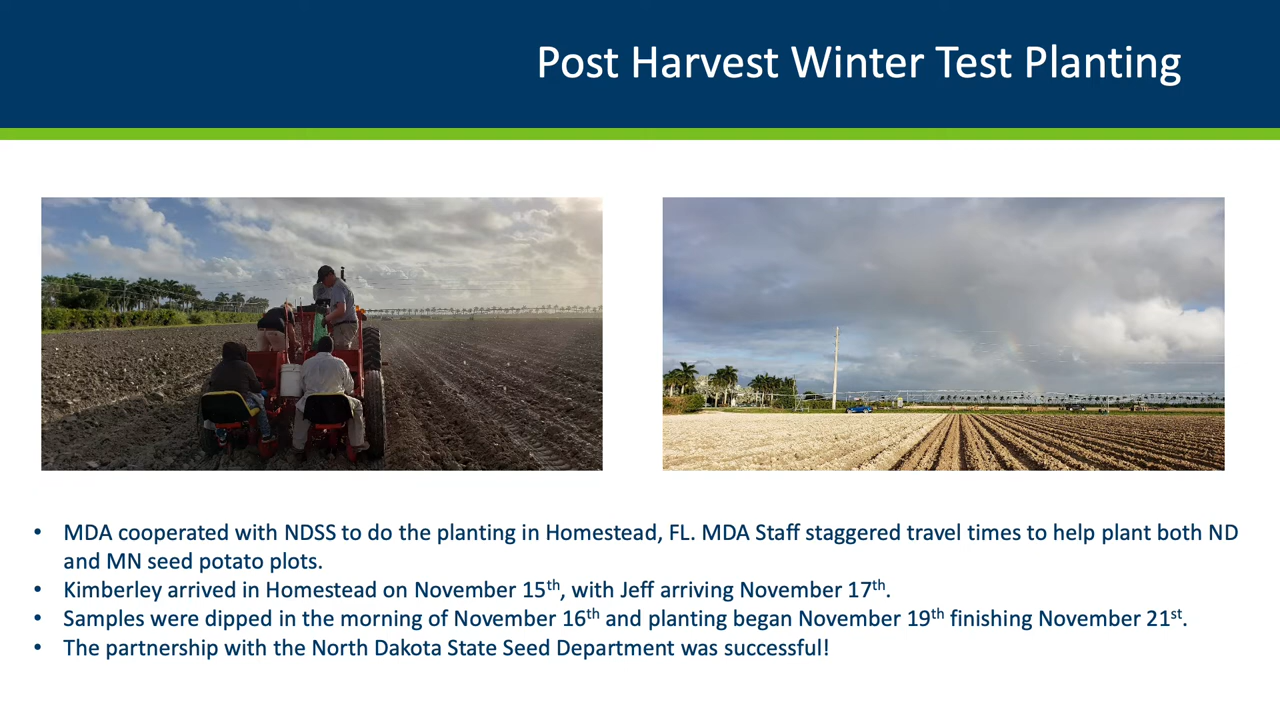 Post Harvest Winter Test Planting
• MDA cooperated with NDSS to do the planting in Homestead, FL. MDA Staff staggered travel times to help plant both ND
and MN seed potato plots.
• Kimberley arrived in Homestead on November 15th, with Jeff arriving November 17th.
• Samples were dipped in the morning of November 16th and planting began November 19th finishing November 21st.
• The partnership with the North Dakota State Seed Department was successful!